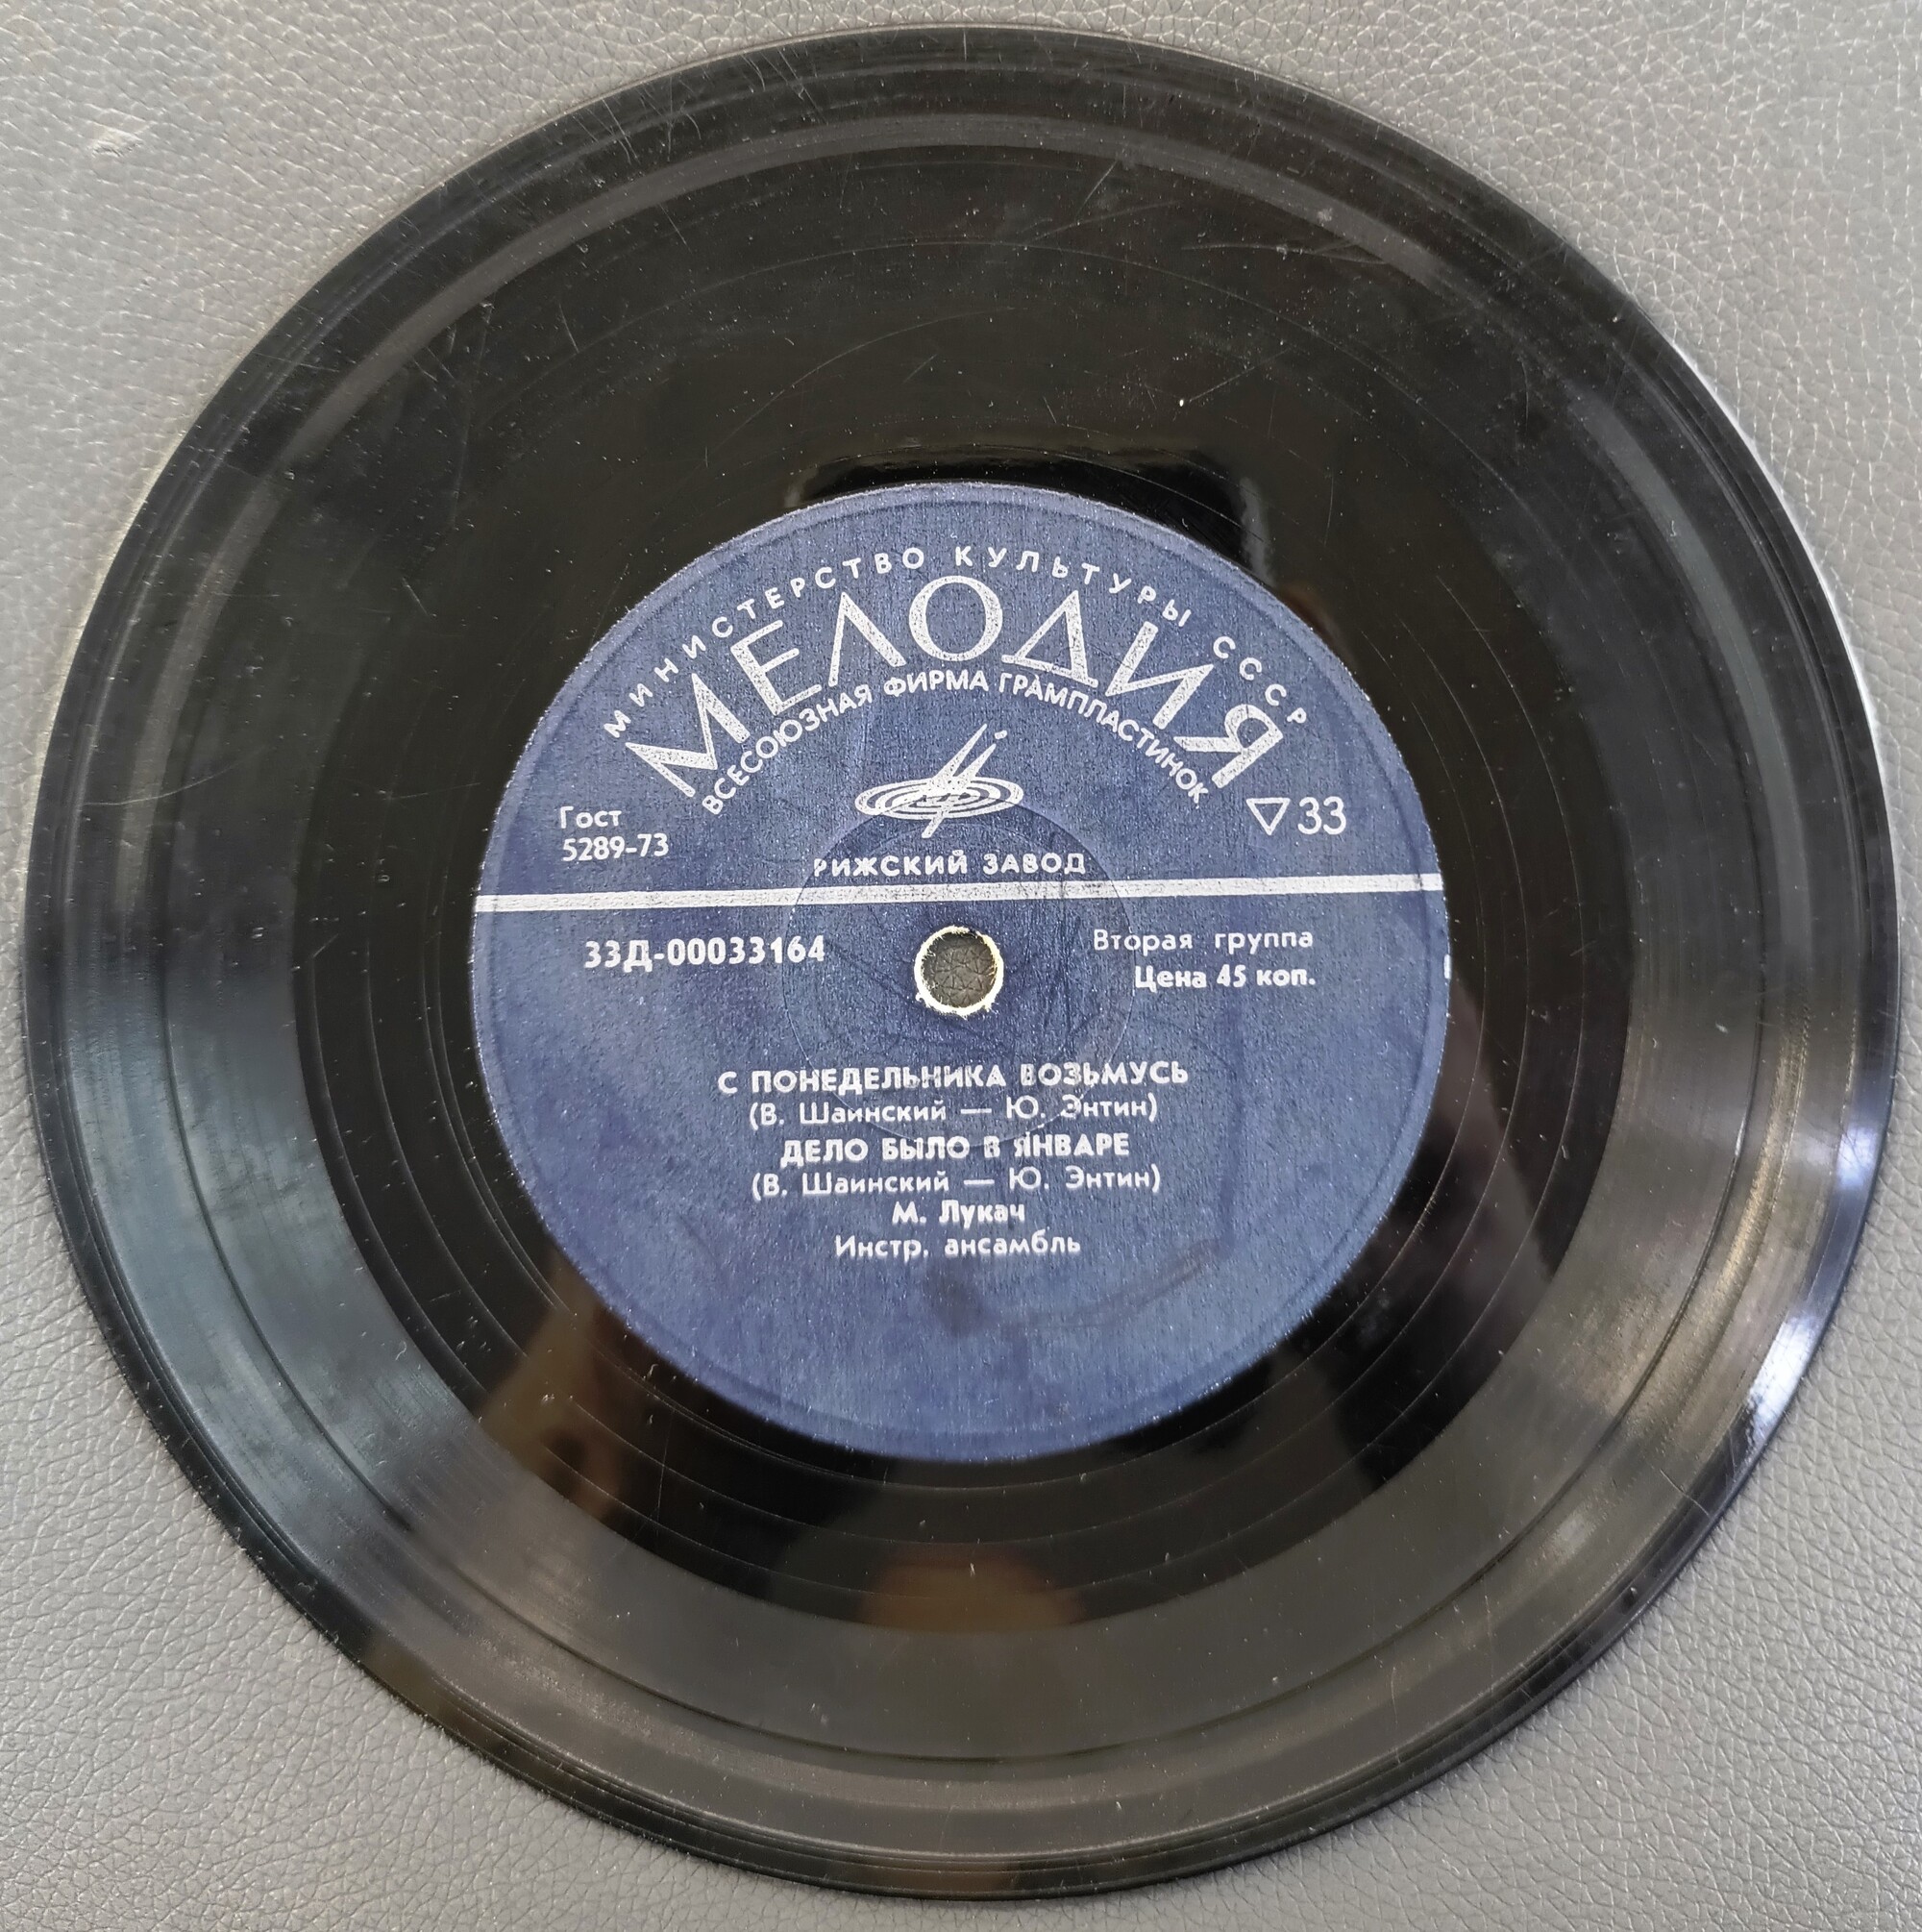 МИНИСТЕРСТВО КУЛЬТУРЫ СССР
МЕЛОДИЯ
ВСЕСОЮЗНАЯ ФИРМА ГРАМПЛАСТИНОК
Гост
5289-73
33
РИЖСКИЙ ЗАВОД
33Д-00033164
Вторая группа
Цена 45 коп.
С ПОНЕДЕЛЬНИКА ВОЗЬМУСЬ
(В. Шаинский — Ю. Энтин)
ДЕЛО БЫЛО В ЯНВАРЕ
(В. Шаинский — Ю. Энтин)
М. Лукач
Инстр. ансамбль